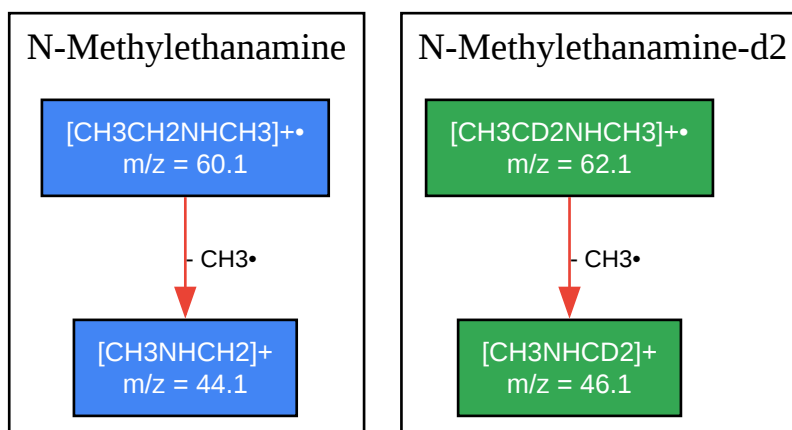 N-Methylethanamine
[CH3CH2NHCH3]+•
m/z = 60.1
- CH3•
[CH3NHCH2]+
m/z = 44.1
N-Methylethanamine-d2
[CH3CD2NHCH3]+•
m/z = 62.1
- CH3•
[CH3NHCD2]+
m/z = 46.1